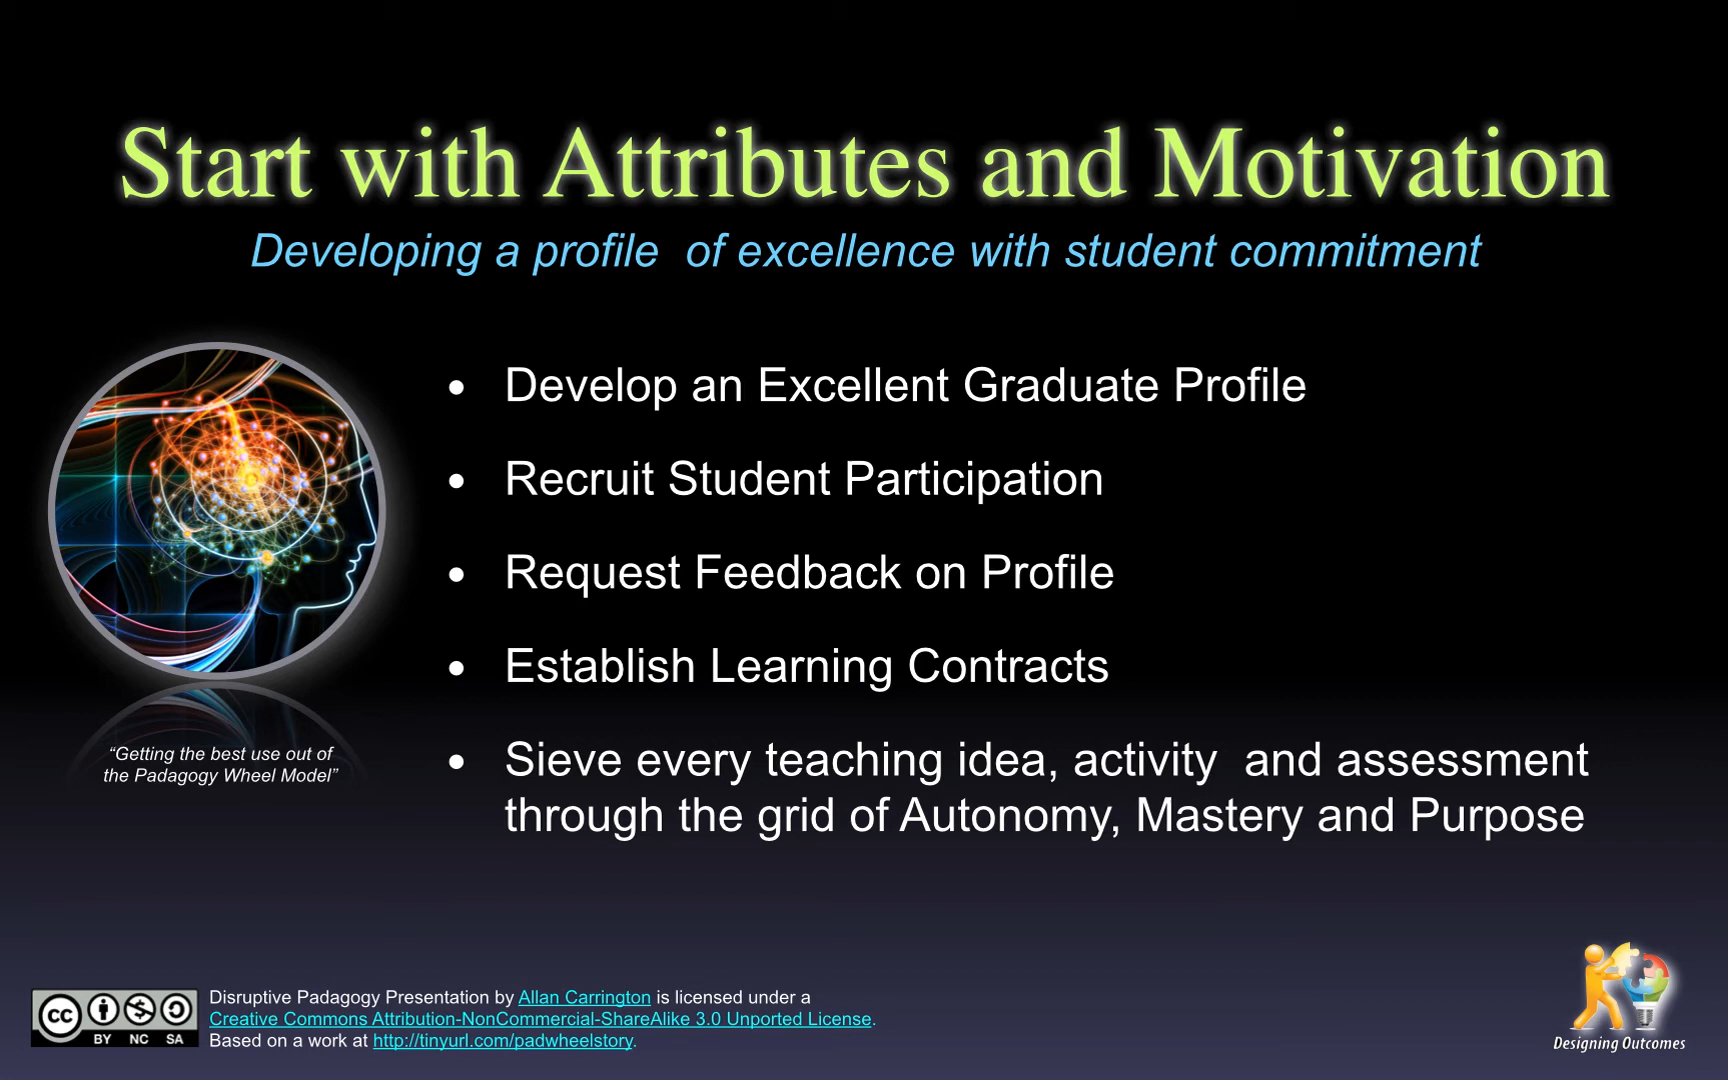 Start with Attributes and Motivation
Developing a profile  of excellence with student commitment
• Develop an Excellent Graduate Profile
• Recruit Student Participation
• Request Feedback on Profile
• Establish Learning Contracts
• Sieve every teaching idea, activity  and assessment
through the grid of Autonomy, Mastery and Purpose
“Getting the best use out of
the Padagogy Wheel Model”
cc
BY NC SA
Disruptive Padagogy Presentation by Allan Carrington is licensed under a
Creative Commons Attribution-NonCommercial-ShareAlike 3.0 Unported License.
Based on a work at http://tinyurl.com/padwheelstory.
Designing Outcomes